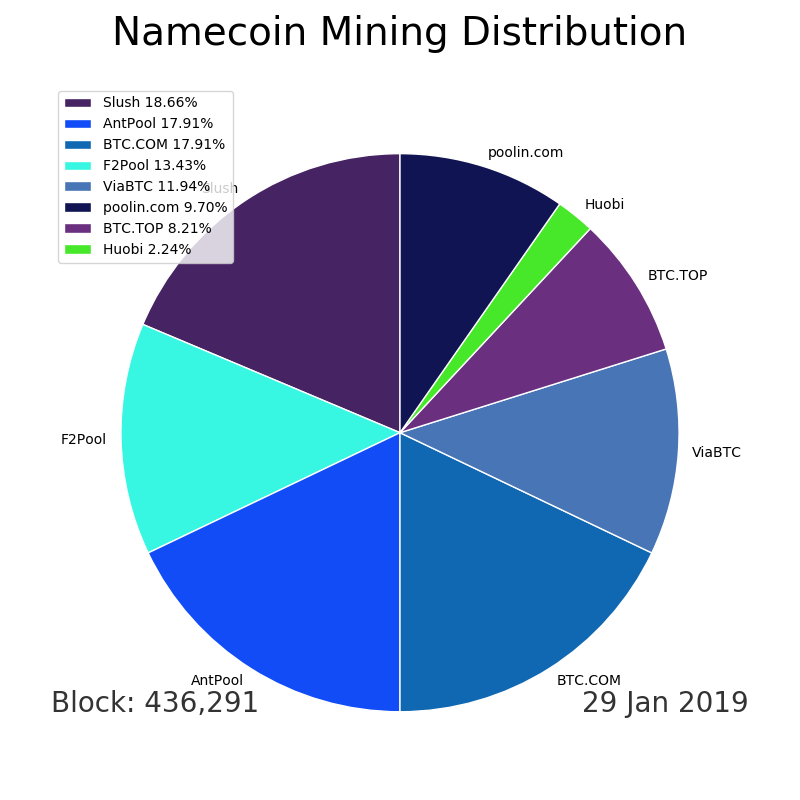 Namecoin Mining Distribution
Slush 18.66%
AntPool 17.91%
BTC.COM 17.91%
F2Pool 13.43%
ViaBTC 11.94%
poolin.com 9.70%
BTC.TOP 8.21%
Huobi 2.24%
poolin.com
Slush
Huobi
BTC.TOP
F2Pool
ViaBTC
AntPool
BTC.COM
Block: 436,291
29 Jan 2019